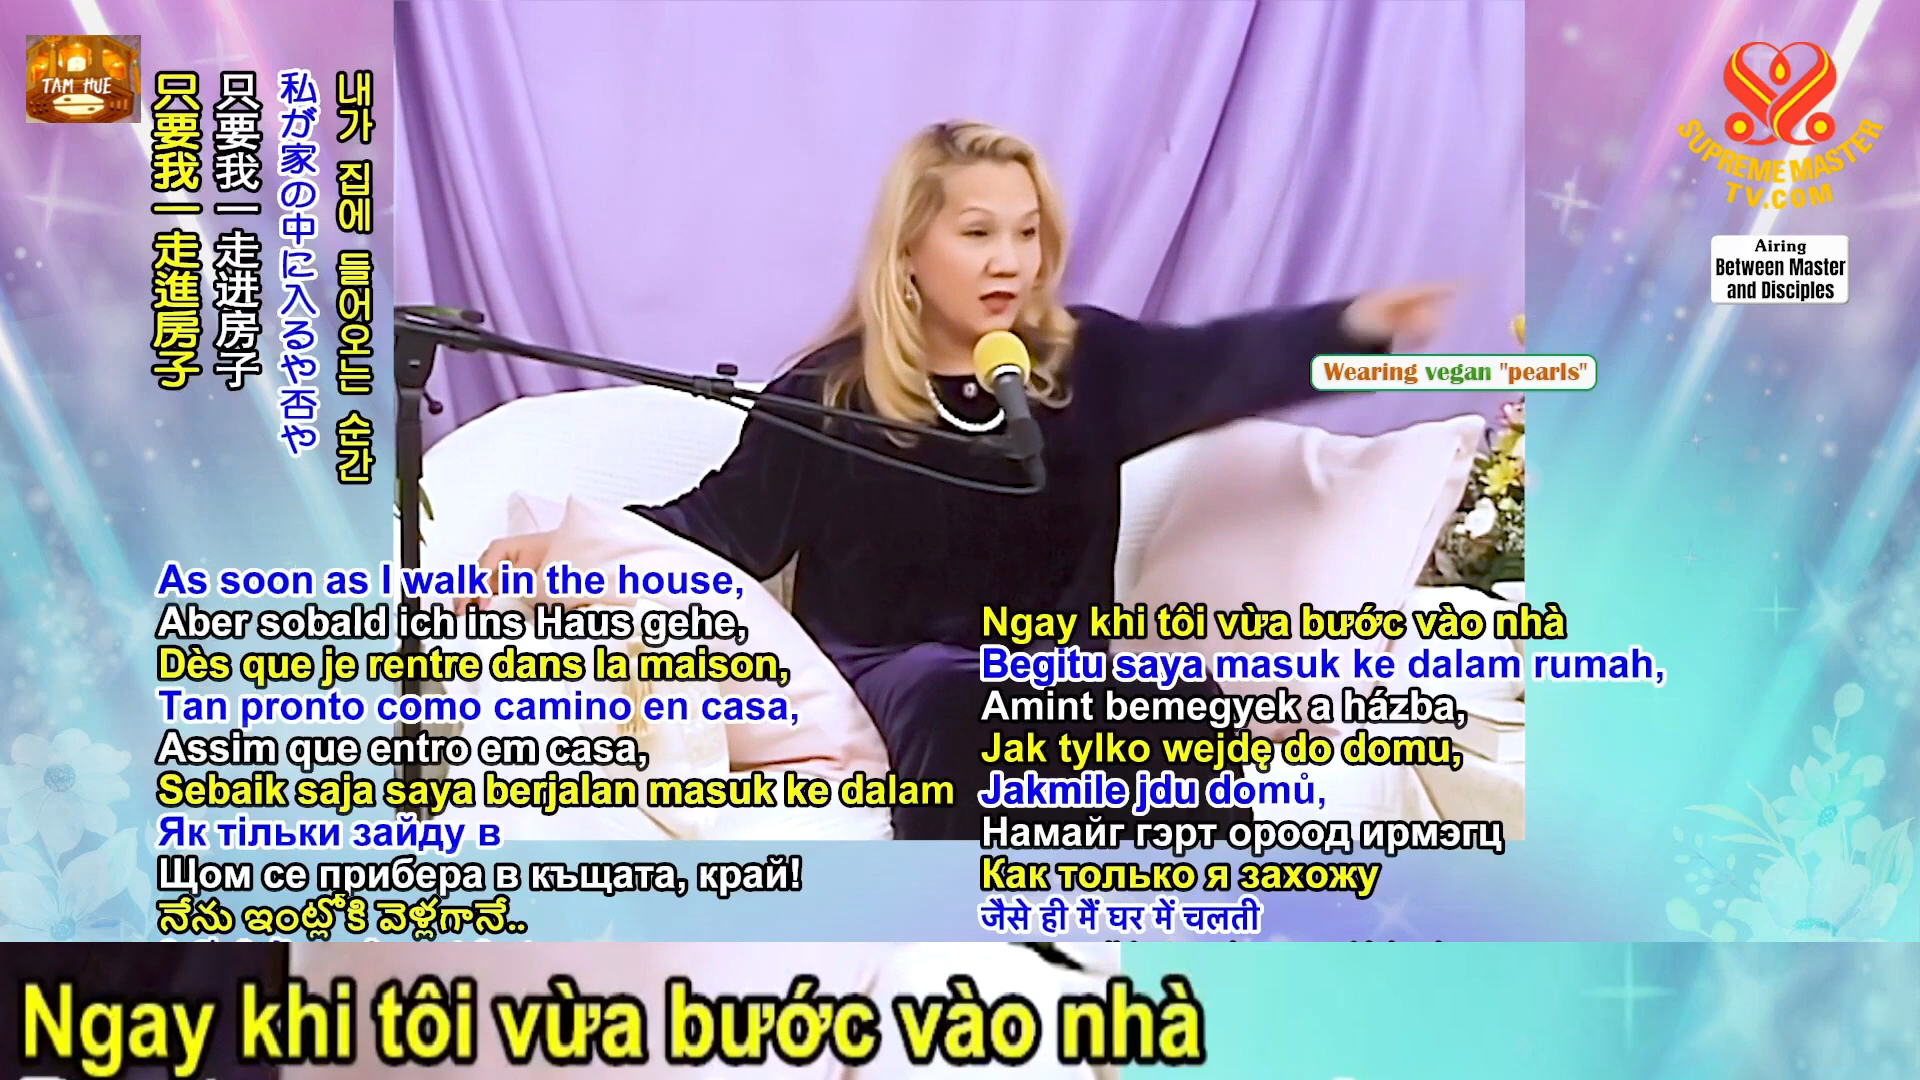 TAM HUE
只要我一走進房子
只要我一走进房子
私が家の中に入るや否や
내가 집에 들어오는 순간
SUPREME MASTER
TV.COM
Airing
Between Master
and Disciples
Wearing vegan "pearls"
As soon as I walk in the house,
Aber sobald ich ins Haus gehe,
Dès que je rentre dans la maison,
Tan pronto como camino en casa,
Assim que entro em casa,
Sebaik saja saya berjalan masuk ke dalam
Як тільки зайду в
Щом се прибера в къщата, край!
నేను ఇంట్లోకి వెళ్లగానే..
Ngay khi tôi vừa bước vào nhà
Begitu saya masuk ke dalam rumah,
Amint bemegyek a házba,
Jak tylko wejdę do domu,
Jakmile jdu domů,
Намайг гэрт ороод ирмэгц
Как только я захожу
जैसे ही मैं घर में चलती
Ngay khi tôi vừa bước vào nhà